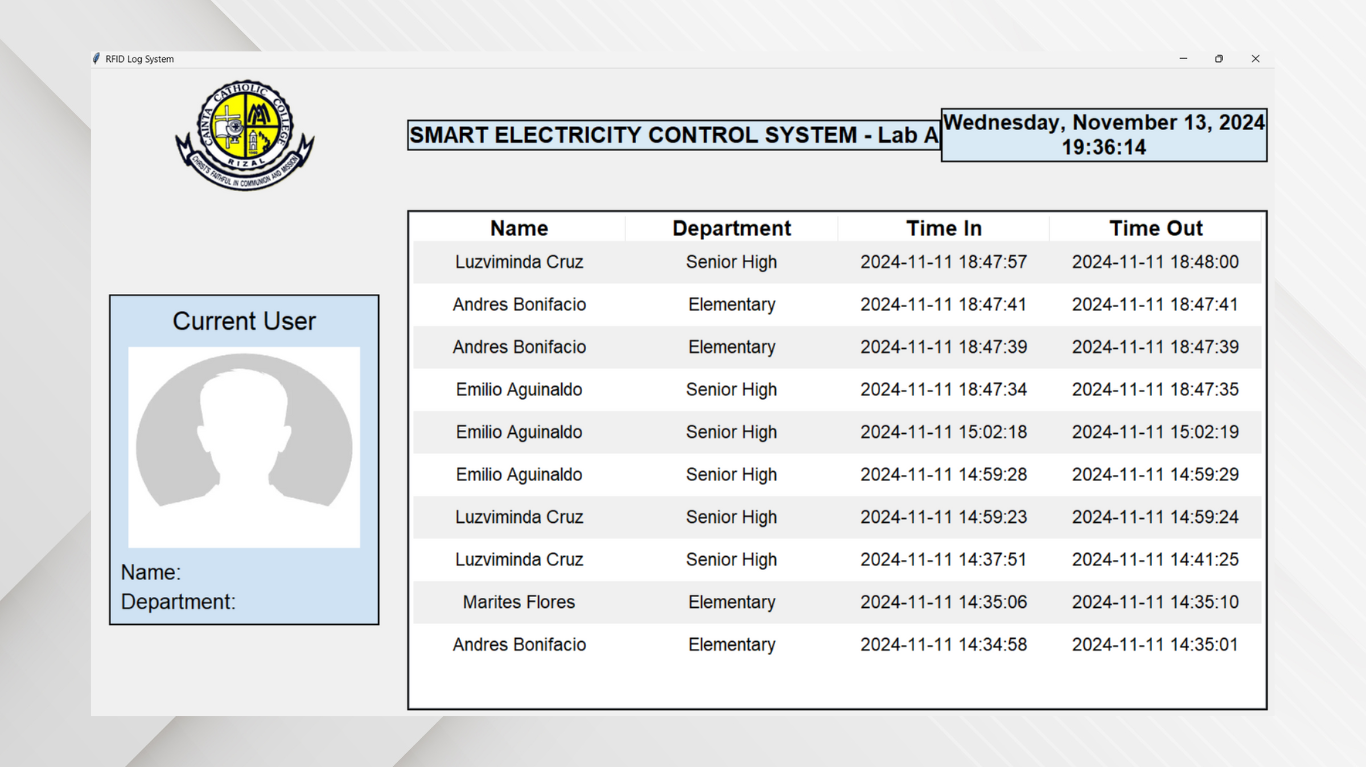 RFID Log System
CAINTA CATHOLIC COLLEGE
RIZAL
CHRIST'S FAITHFUL IN COMMUNION AND MISSION
SMART ELECTRICITY CONTROL SYSTEM - Lab A
Wednesday, November 13, 2024
19:36:14
Name Department Time In Time Out
Luzviminda Cruz Senior High 2024-11-11 18:47:57 2024-11-11 18:48:00
Andres Bonifacio Elementary 2024-11-11 18:47:41 2024-11-11 18:47:41
Andres Bonifacio Elementary 2024-11-11 18:47:39 2024-11-11 18:47:39
Emilio Aguinaldo Senior High 2024-11-11 18:47:34 2024-11-11 18:47:35
Emilio Aguinaldo Senior High 2024-11-11 15:02:18 2024-11-11 15:02:19
Emilio Aguinaldo Senior High 2024-11-11 14:59:28 2024-11-11 14:59:29
Luzviminda Cruz Senior High 2024-11-11 14:59:23 2024-11-11 14:59:24
Luzviminda Cruz Senior High 2024-11-11 14:37:51 2024-11-11 14:41:25
Marites Flores Elementary 2024-11-11 14:35:06 2024-11-11 14:35:10
Andres Bonifacio Elementary 2024-11-11 14:34:58 2024-11-11 14:35:01
Current User
Name:
Department: